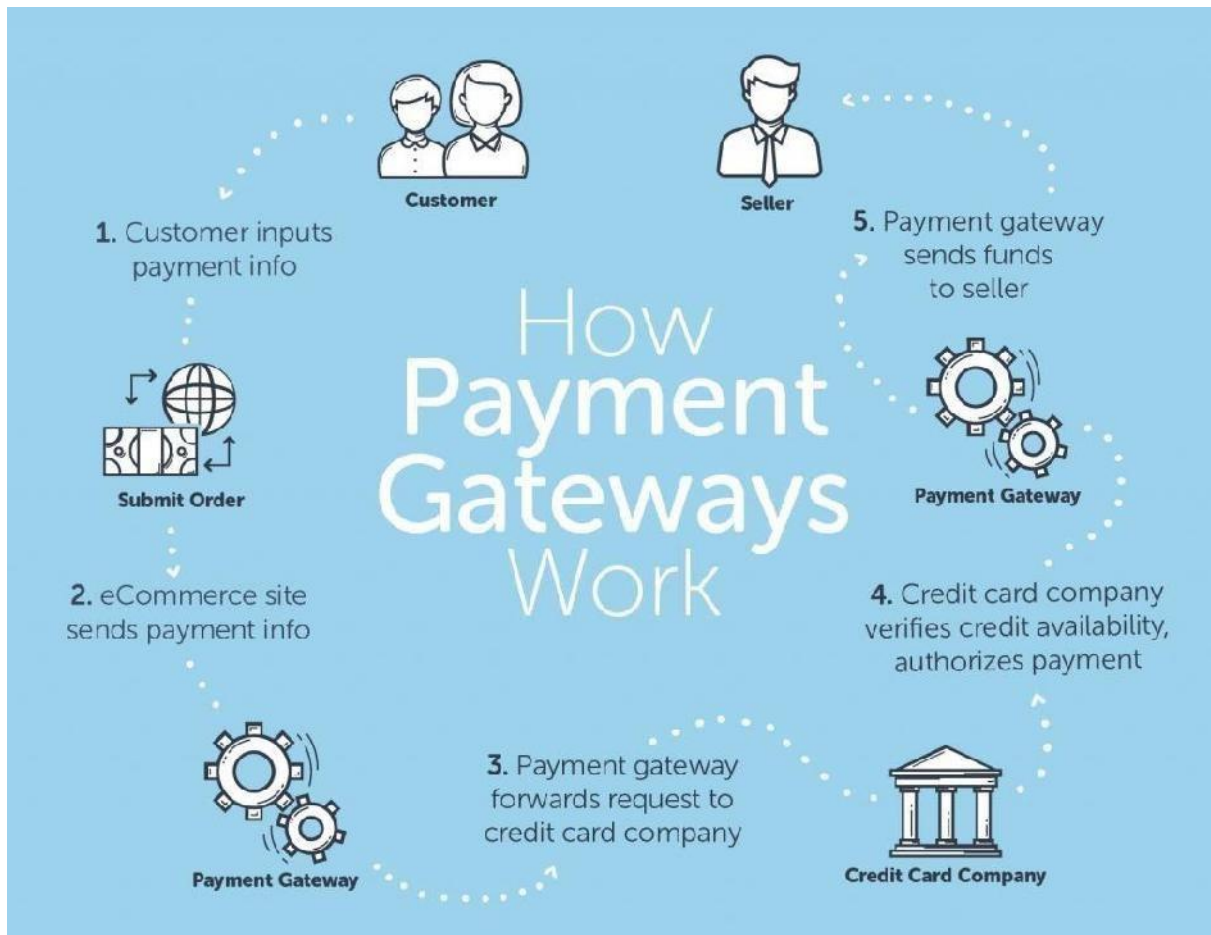 Customer
Seller
1. Customer inputs
payment info
5. Payment gateway
sends funds
to seller
How
Payment
Gateways
Work
Submit Order
Payment Gateway
2. eCommerce site
sends payment info
4. Credit card company
verifies credit availability,
authorizes payment
3. Payment gateway
forwards request to
credit card company
Payment Gateway
Credit Card Company